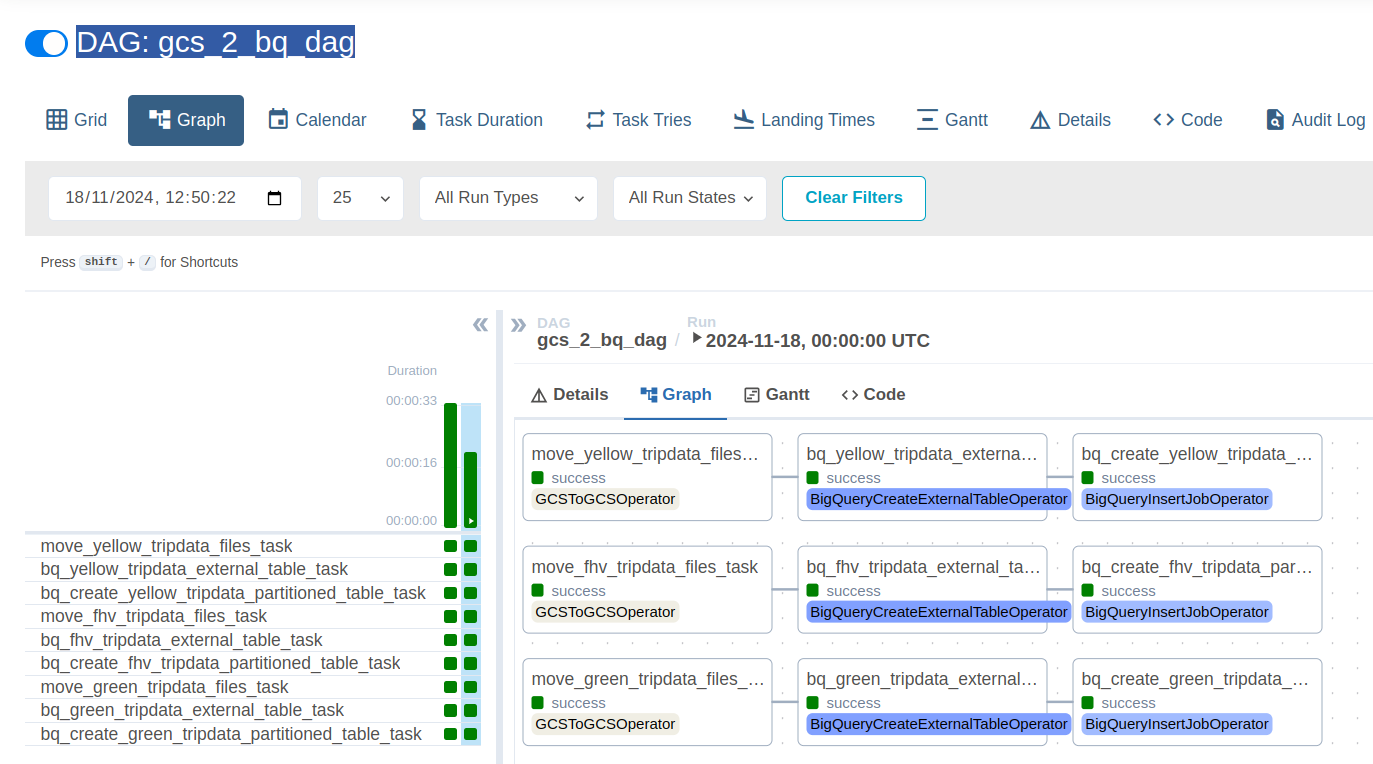 DAG: gcs_2_bq_dag
Grid Graph Calendar Task Duration Task Tries Landing Times Gantt Details Code Audit Log
18/11/2024, 12:50:22 25 All Run Types All Run States Clear Filters
Press shift + / for Shortcuts
DAG Run
gcs_2_bq_dag / 2024-11-18, 00:00:00 UTC
Duration
00:00:33
00:00:16
00:00:00
Details Graph Gantt Code
move_yellow_tripdata_files_task
bq_yellow_tripdata_external_table_task
bq_create_yellow_tripdata_partitioned_table_task
move_fhv_tripdata_files_task
bq_fhv_tripdata_external_table_task
bq_create_fhv_tripdata_partitioned_table_task
move_green_tripdata_files_task
bq_green_tripdata_external_table_task
bq_create_green_tripdata_partitioned_table_task
move_yellow_tripdata_files... bq_yellow_tripdata_externa... bq_create_yellow_tripdata_...
success success success
GCSToGCSOperator BigQueryCreateExternalTableOperator BigQueryInsertJobOperator
move_fhv_tripdata_files_task bq_fhv_tripdata_external_ta... bq_create_fhv_tripdata_par...
success success success
GCSToGCSOperator BigQueryCreateExternalTableOperator BigQueryInsertJobOperator
move_green_tripdata_files_... bq_green_tripdata_external... bq_create_green_tripdata_...
success success success
GCSToGCSOperator BigQueryCreateExternalTableOperator BigQueryInsertJobOperator